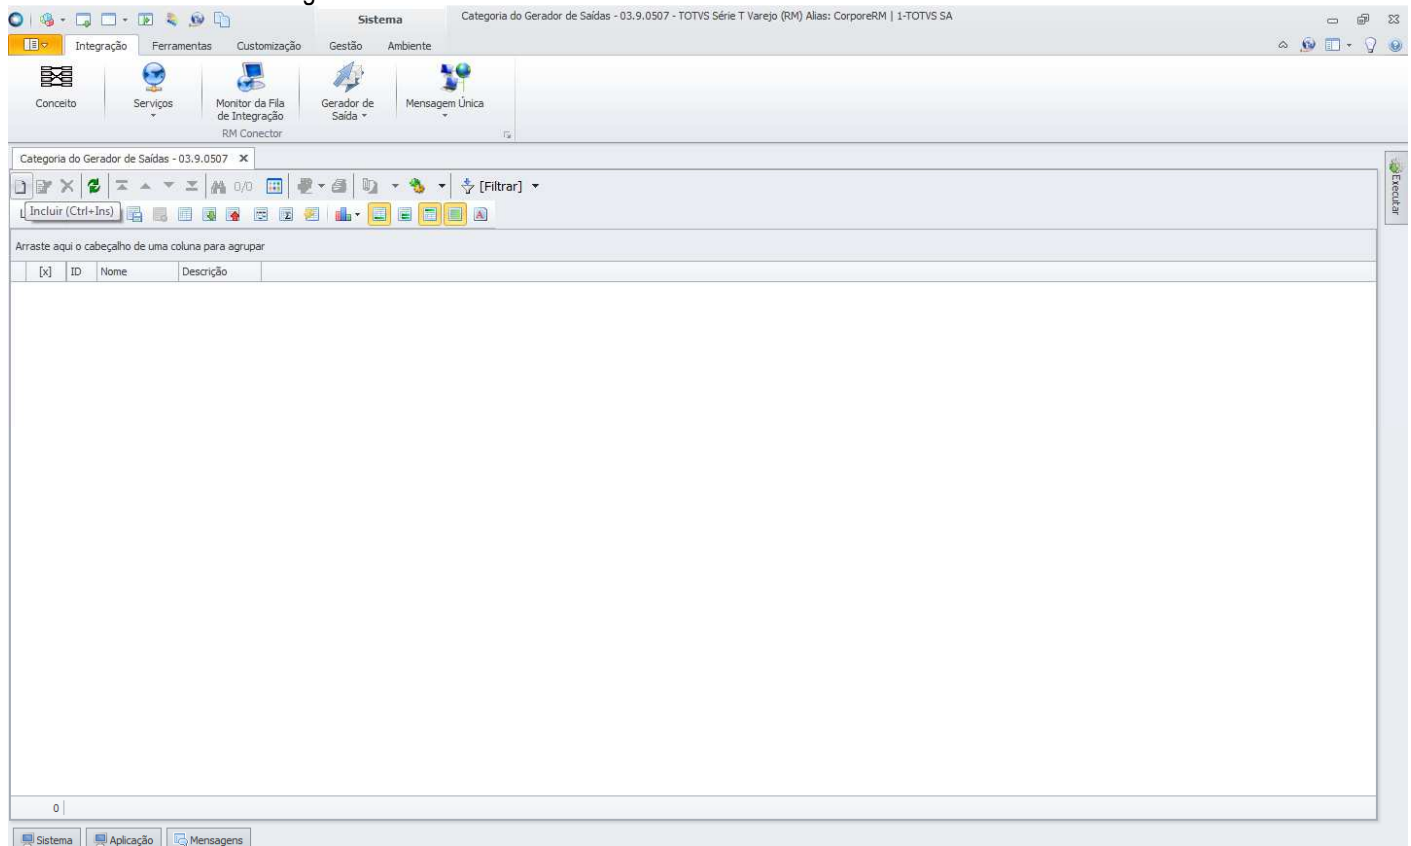 Sistema
Categoria do Gerador de Saídas - 03.9.0507 - TOTVS Série T Varejo (RM) Alias: CorporeRM | 1-TOTVS SA
Integração Ferramentas Customização Gestão Ambiente
Conceito Serviços Monitor da Fila de Integração Gerador de Saída Mensagem Única
RM Conector
Categoria do Gerador de Saídas - 03.9.0507
0/0 [Filtrar]
Incluir (Ctrl+Ins)
Executar
Arraste aqui o cabeçalho de uma coluna para agrupar
[x] ID Nome Descrição
0
Sistema Aplicação Mensagens